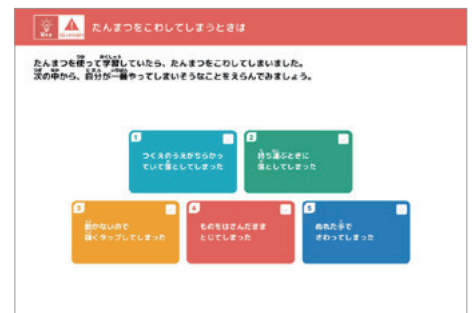 たんまつをこわしてしまうときは
たんまつを使って学習していたら、たんまつをこわしてしまいました。
次の中から、自分が一番やってしまいそうなことをえらんでみましょう。
1
つくえのうえがちらかっ
ていて落としてしまった
2
持ち運ぶときに
落としてしまった
3
動かないので
強くタップしてしまった
4
ものをはさんだまま
とじてしまった
5
ぬれた手で
さわってしまった